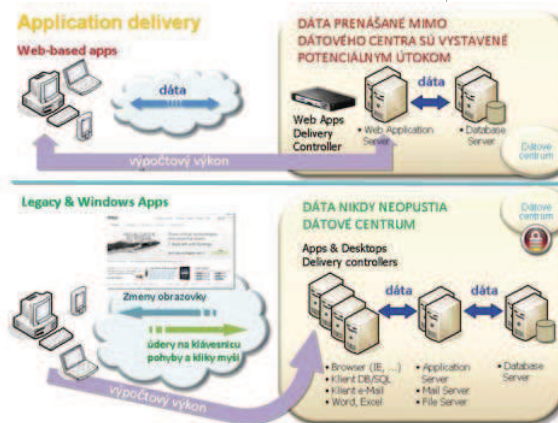 Application delivery
Web-based apps
dáta
DÁTA PRENÁŠANÉ MIMO
DÁTOVÉHO CENTRA SÚ VYSTAVENÉ
POTENCIÁLNYM ÚTOKOM
dáta
Web Apps
Delivery
Controller
• Web Application
Server
• Database
Server
Dátové
centrum
výpočtový výkon
Legacy & Windows Apps
Zmeny obrazovky
údery na klávesnicu
pohyby a kliky myši
výpočtový výkon
DÁTA NIKDY NEOPUSTIA
DÁTOVÉ CENTRUM
Dátové
centrum
Apps & Desktops
Delivery controllers
dáta
dáta
• Browser (IE, ...)
• Klient DB/SQL
• Klient e-Mail
• Word, Excel
• Application
Server
• Mail Server
• File Server
• Database
Server